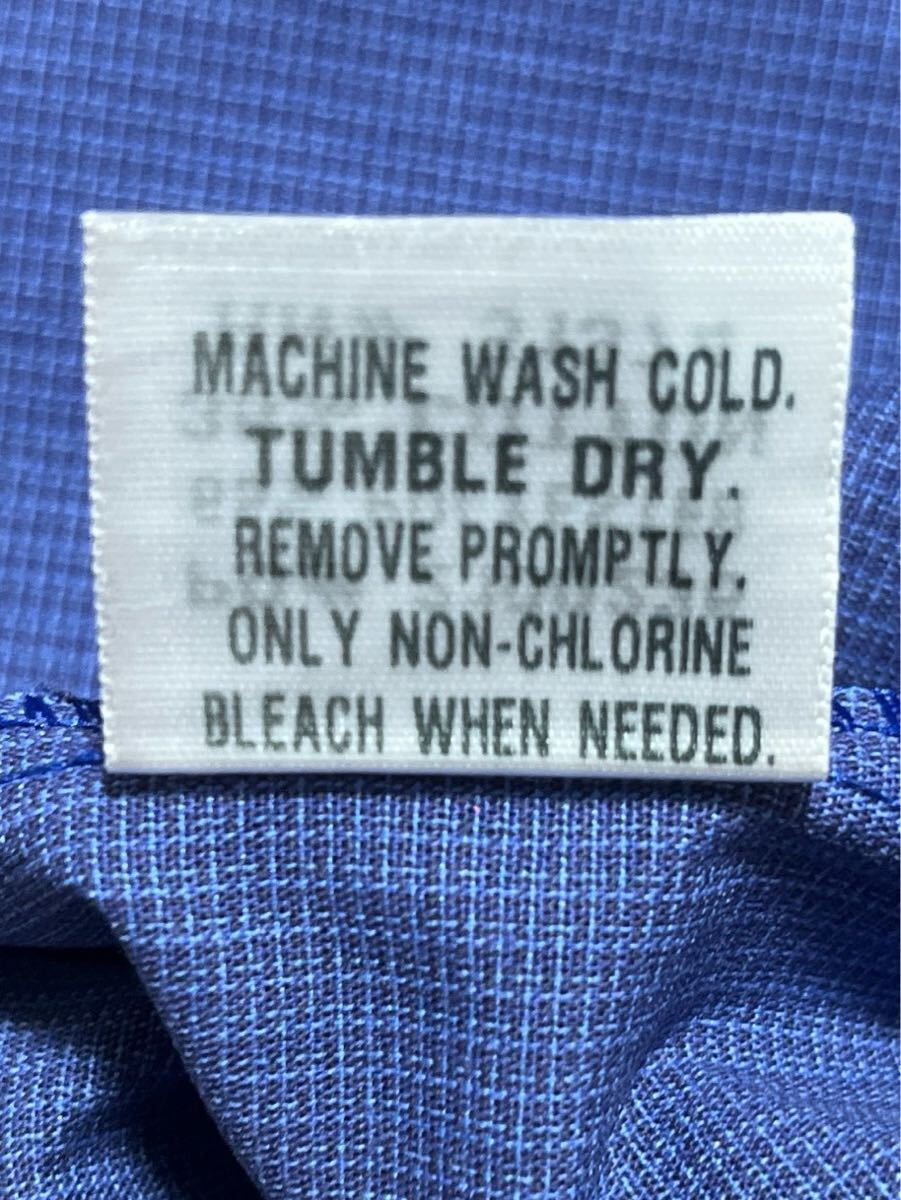 MACHINE WASH COLD.
TUMBLE DRY.
REMOVE PROMPTLY.
ONLY NON-CHLORINE
BLEACH WHEN NEEDED.